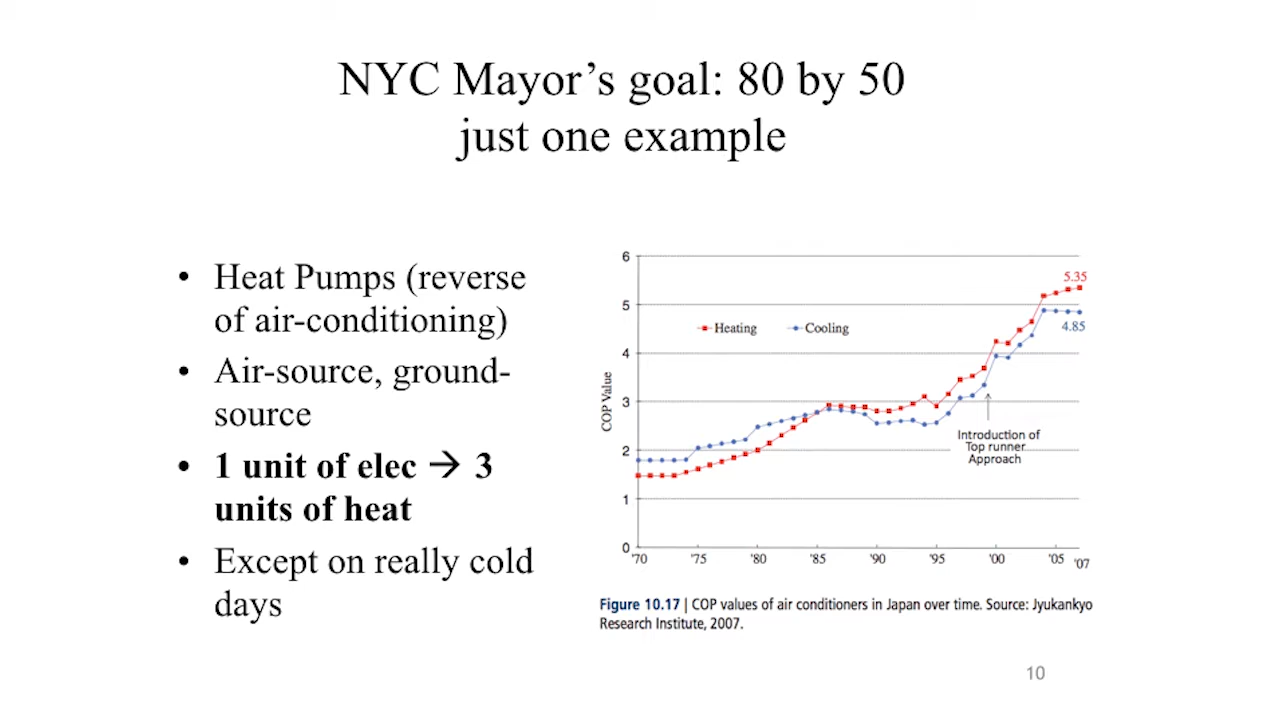 NYC Mayor’s goal: 80 by 50
just one example
• Heat Pumps (reverse
of air-conditioning)
• Air-source, ground-
source
• 1 unit of elec → 3
units of heat
• Except on really cold
days
6
5
4
3
2
1
0
COP Value
Heating
Cooling
5.35
4.85
Introduction of
Top runner
Approach
'70
'75
'80
'85
'90
'95
'00
'05
'07
Figure 10.17 | COP values of air conditioners in Japan over time. Source: Jyukankyo
Research Institute, 2007.
10